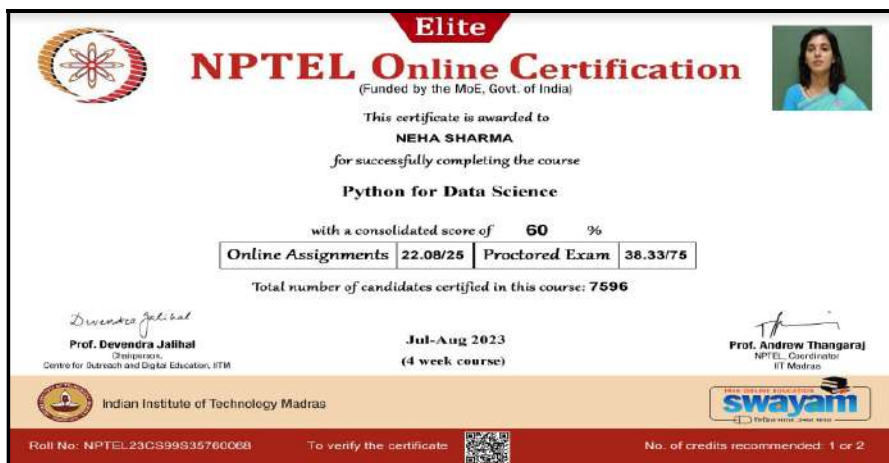 Elite
NPTEL Online Certification
(Funded by the MoE, Govt. of India)
This certificate is awarded to
NEHA SHARMA
for successfully completing the course
Python for Data Science
with a consolidated score of 60 %
Online Assignments 22.08/25 Proctored Exam 38.33/75
Total number of candidates certified in this course: 7596
Devendra Jalihal
Prof. Devendra Jalihal
Chairperson,
Centre for Outreach and Digital Education, IITM
Jul-Aug 2023
(4 week course)
Prof. Andrew Thangaraj
NPTEL, Coordinator
IIT Madras
Indian Institute of Technology Madras
FREE ONLINE EDUCATION
swayam
Roll No: NPTEL23CS99S35760068 To verify the certificate No. of credits recommended: 1 or 2